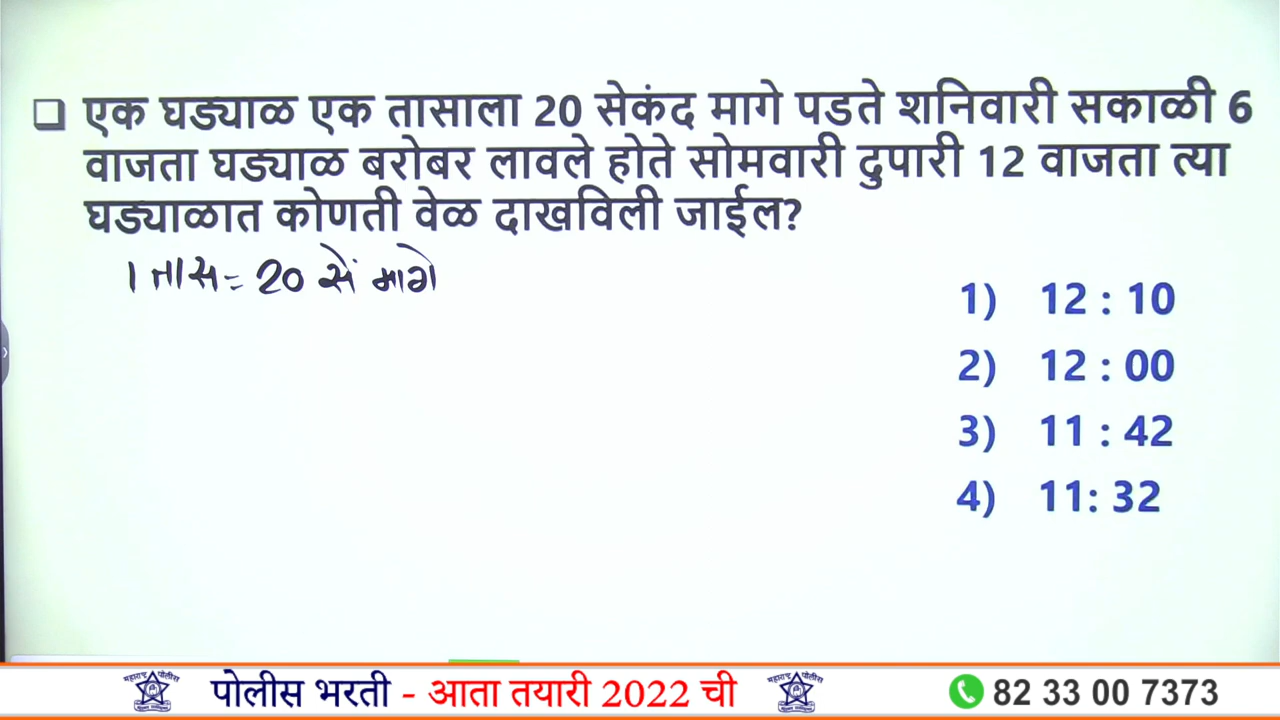 एक घड्याळ एक तासाला 20 सेकंद मागे पडते शनिवारी सकाळी 6
वाजता घड्याळ बरोबर लावले होते सोमवारी दुपारी 12 वाजता त्या
घड्याळात कोणती वेळ दाखविली जाईल?
1 तास = 20 सें मागे
1) 12 : 10
2) 12 : 00
3) 11 : 42
4) 11: 32
महाराष्ट्र पोलीस
पोलीस भरती - आता तयारी 2022 ची
महाराष्ट्र पोलीस
82 33 00 7373